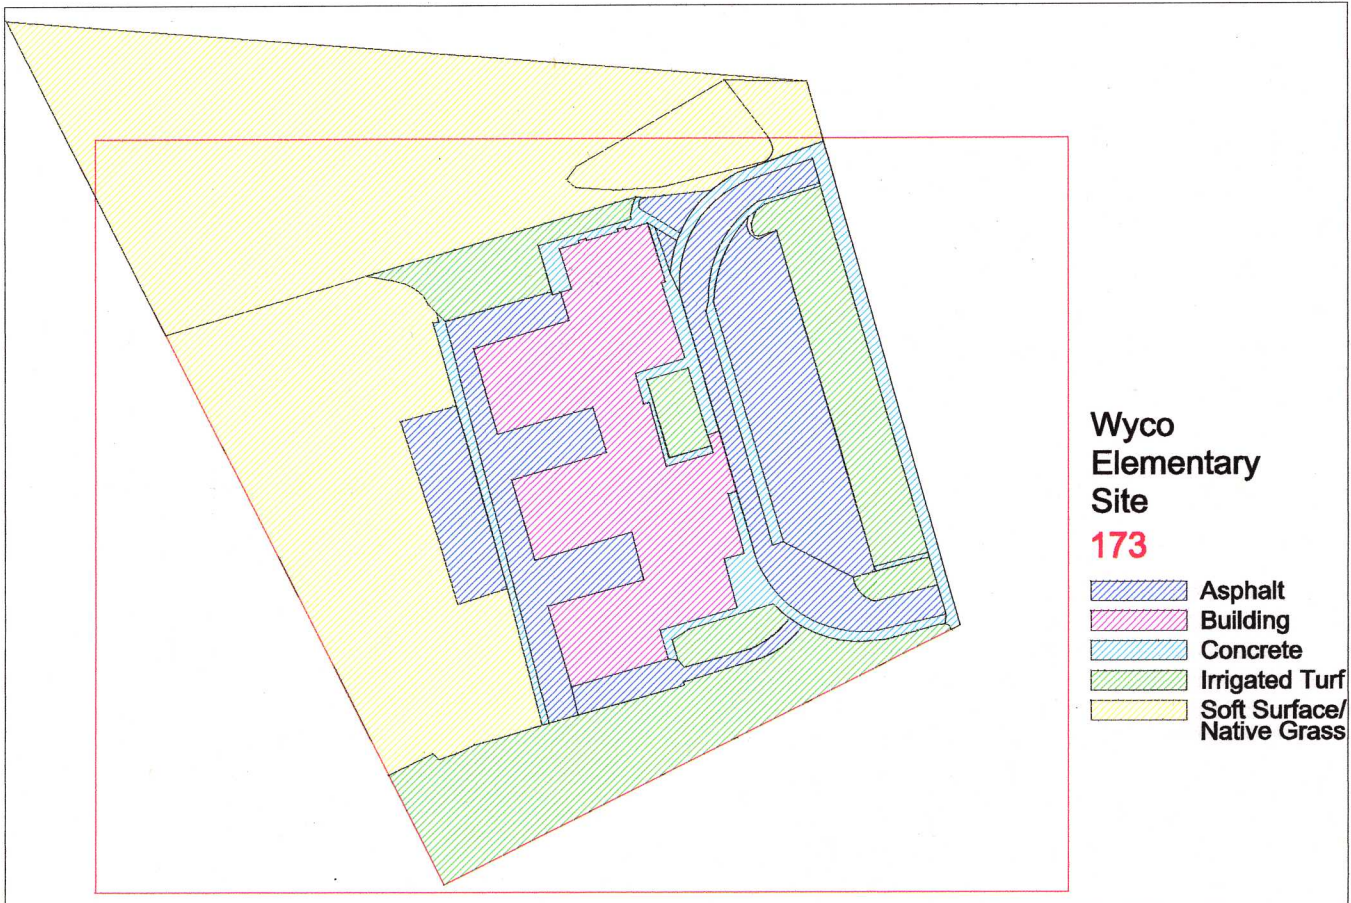 Wyco
Elementary
Site
173
Asphalt
Building
Concrete
Irrigated Turf
Soft Surface/
Native Grass